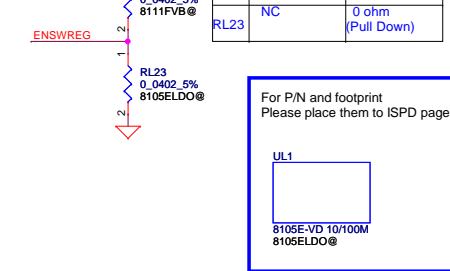 0_0402_5%
8111FVB@
2
ENSWREG
1
RL23
0_0402_5%
8105ELDO@
2
NC
0 ohm
RL23
(Pull Down)
For P/N and footprint
Please place them to ISPD page
UL1
8105E-VD 10/100M
8105ELDO@